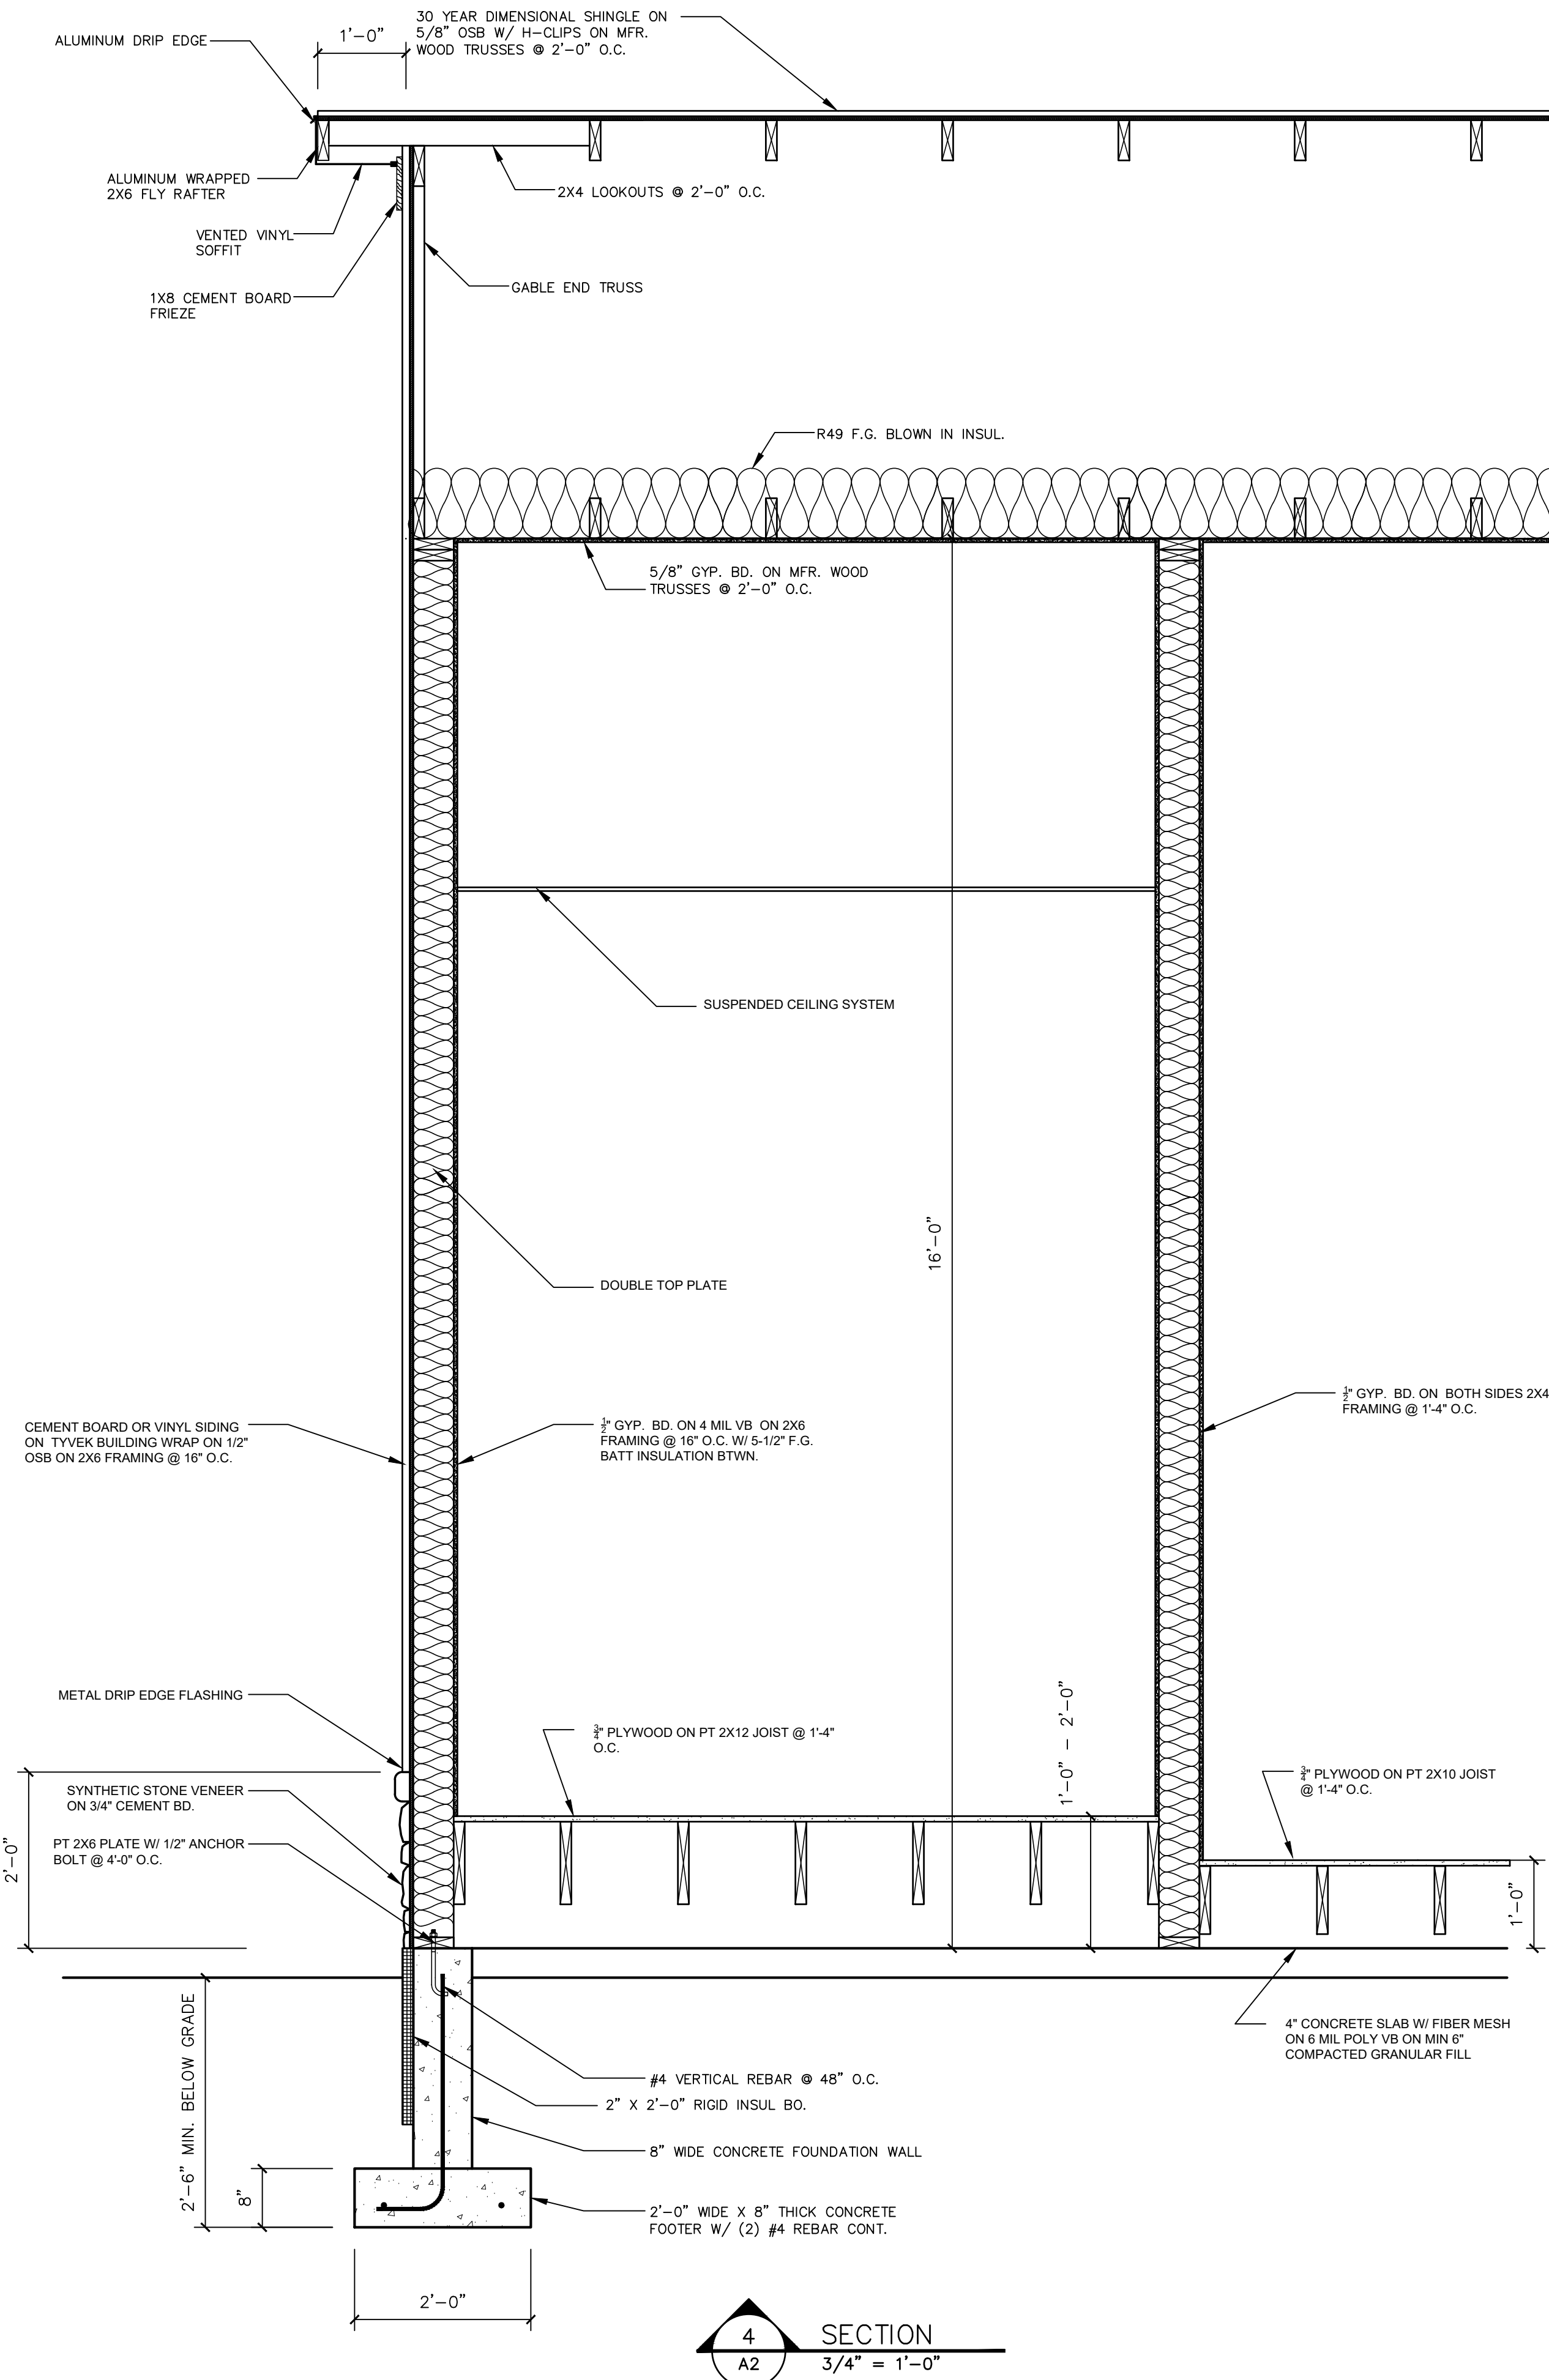 30 YEAR DIMENSIONAL SHINGLE ON
5/8" OSB W/ H-CLIPS ON MFR.
WOOD TRUSSES @ 2'-0" O.C.
1'-0"
ALUMINUM DRIP EDGE
ALUMINUM WRAPPED
2X6 FLY RAFTER
2X4 LOOKOUTS @ 2'-0" O.C.
VENTED VINYL
SOFFIT
GABLE END TRUSS
1X8 CEMENT BOARD
FRIEZE
R49 F.G. BLOWN IN INSUL.
5/8" GYP. BD. ON MFR. WOOD
TRUSSES @ 2'-0" O.C.
SUSPENDED CEILING SYSTEM
16'-0"
DOUBLE TOP PLATE
CEMENT BOARD OR VINYL SIDING
ON TYVEK BUILDING WRAP ON 1/2"
OSB ON 2X6 FRAMING @ 16" O.C.
½" GYP. BD. ON 4 MIL VB ON 2X6
FRAMING @ 16" O.C. W/ 5-1/2" F.G.
BATT INSULATION BTWN.
½" GYP. BD. ON BOTH SIDES 2X4
FRAMING @ 1'-4" O.C.
METAL DRIP EDGE FLASHING
¾" PLYWOOD ON PT 2X12 JOIST @ 1'-4"
O.C.
1'-0" - 2'-0"
¾" PLYWOOD ON PT 2X10 JOIST
@ 1'-4" O.C.
SYNTHETIC STONE VENEER
ON 3/4" CEMENT BD.
PT 2X6 PLATE W/ 1/2" ANCHOR
BOLT @ 4'-0" O.C.
2'-0"
1'-0"
4" CONCRETE SLAB W/ FIBER MESH
ON 6 MIL POLY VB ON MIN 6"
COMPACTED GRANULAR FILL
2'-6" MIN. BELOW GRADE
#4 VERTICAL REBAR @ 48" O.C.
2" X 2'-0" RIGID INSUL BO.
8" WIDE CONCRETE FOUNDATION WALL
8"
2'-0" WIDE X 8" THICK CONCRETE
FOOTER W/ (2) #4 REBAR CONT.
2'-0"
4
A2
SECTION
3/4" = 1'-0"